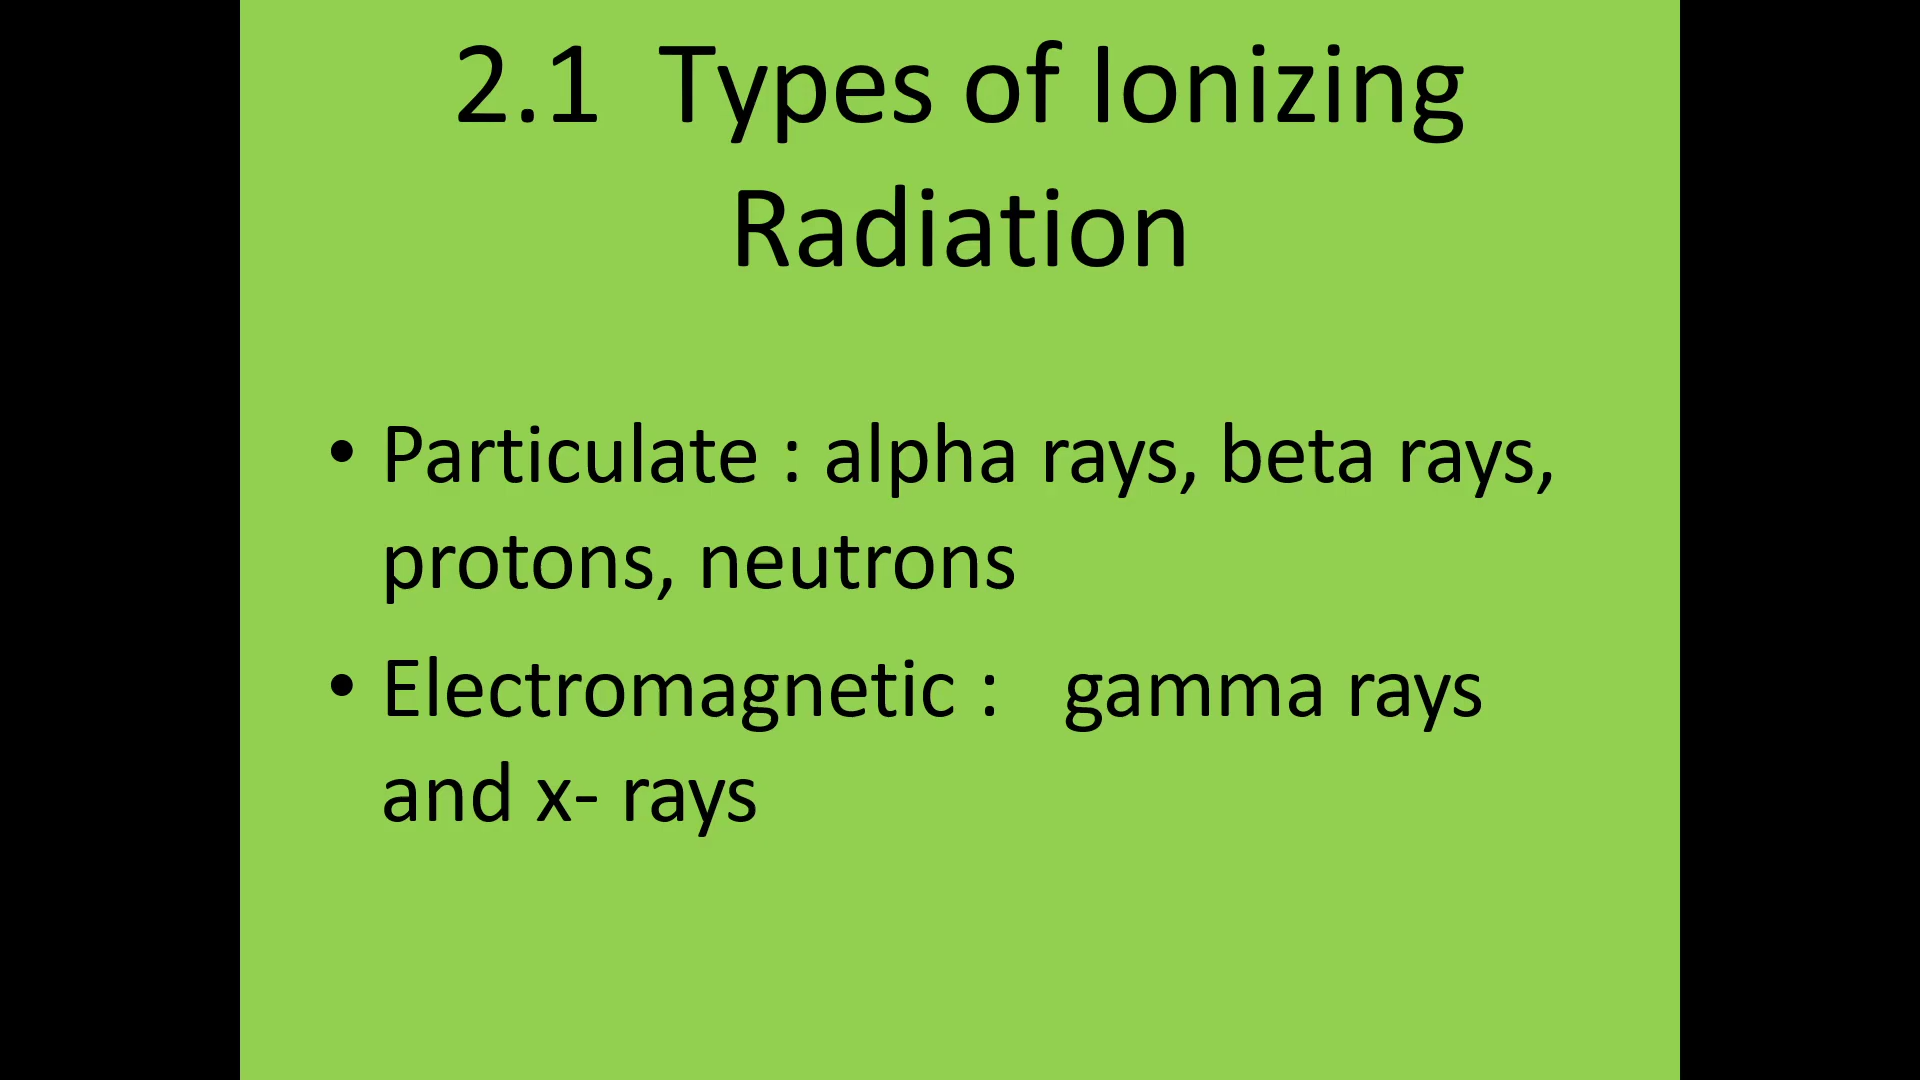 2.1  Types of Ionizing
Radiation
• Particulate : alpha rays, beta rays,
protons, neutrons
• Electromagnetic :   gamma rays
and x- rays